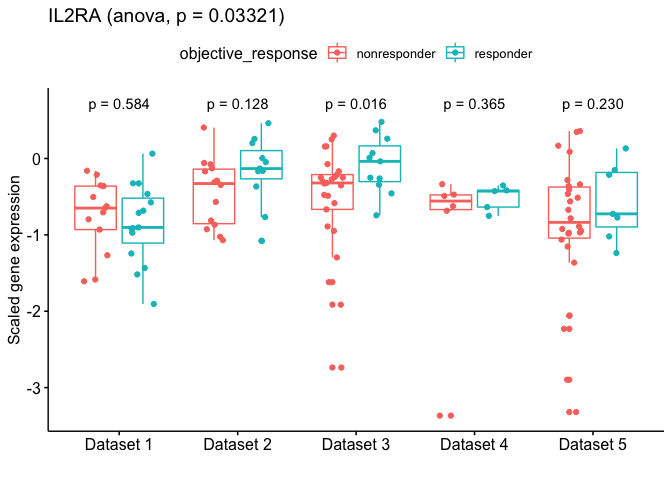 IL2RA (anova, p = 0.03321)
objective_response nonresponder responder
p = 0.584 p = 0.128 p = 0.016 p = 0.365 p = 0.230
Scaled gene expression
0
-1
-2
-3
Dataset 1 Dataset 2 Dataset 3 Dataset 4 Dataset 5